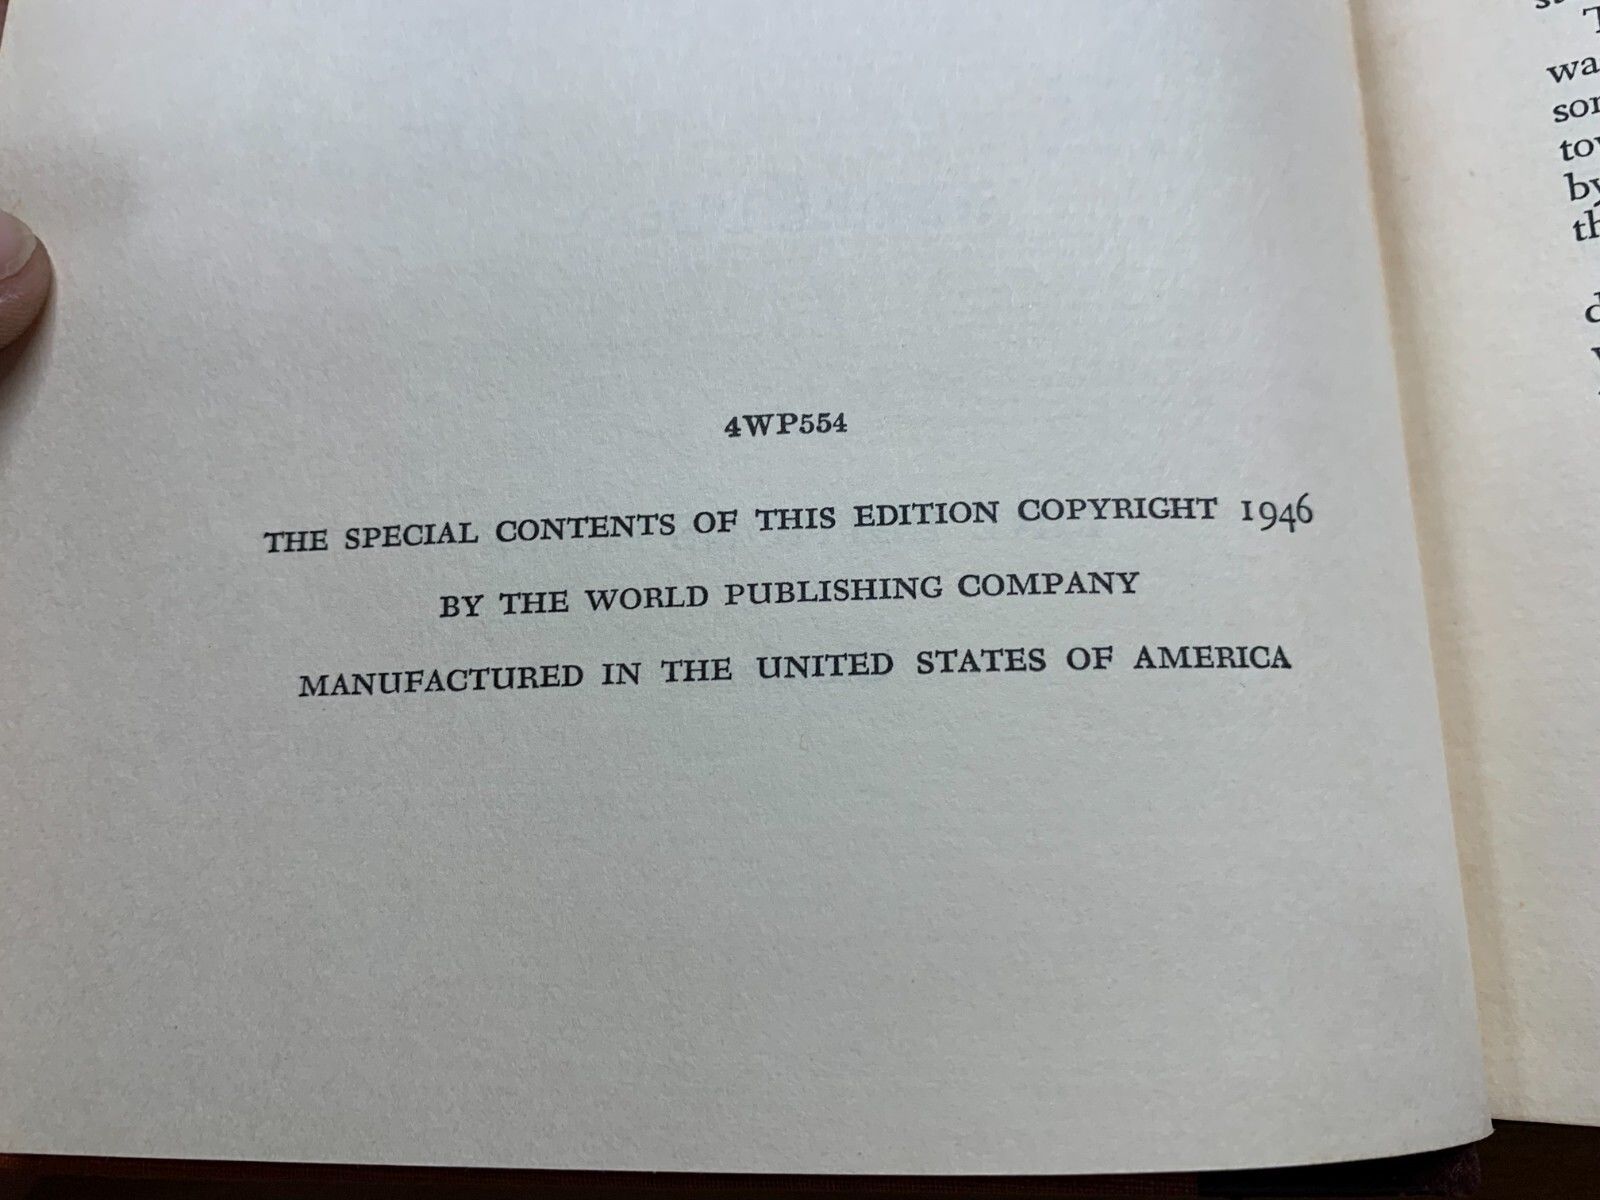 4WP554
THE SPECIAL CONTENTS OF THIS EDITION COPYRIGHT 1946
BY THE WORLD PUBLISHING COMPANY
MANUFACTURED IN THE UNITED STATES OF AMERICA